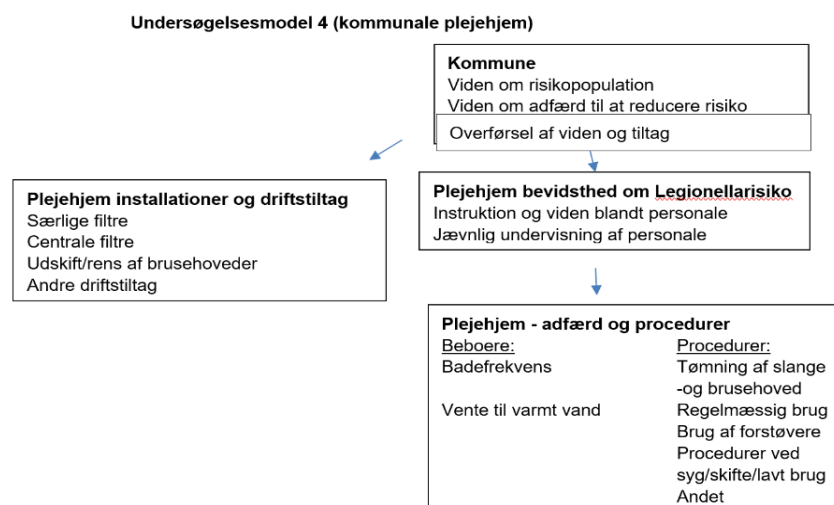 Undersøgelsesmodel 4 (kommunale plejehjem)
Kommune
Viden om risikopopulation
Viden om adfærd til at reducere risiko
Overførsel af viden og tiltag
Plejehjem installationer og driftstiltag
Særlige filtre
Centrale filtre
Udskift/rens af brusehoveder
Andre driftstiltag
Plejehjem bevidsthed om Legionellarisiko
Instruktion og viden blandt personale
Jævnlig undervisning af personale
Plejehjem - adfærd og procedurer
Beboere:
Badefrekvens
Vente til varmt vand
Procedurer:
Tømning af slange
-og brusehoved
Regelmæssig brug
Brug af forstøvere
Procedurer ved
syg/skifte/lavt brug
Andet